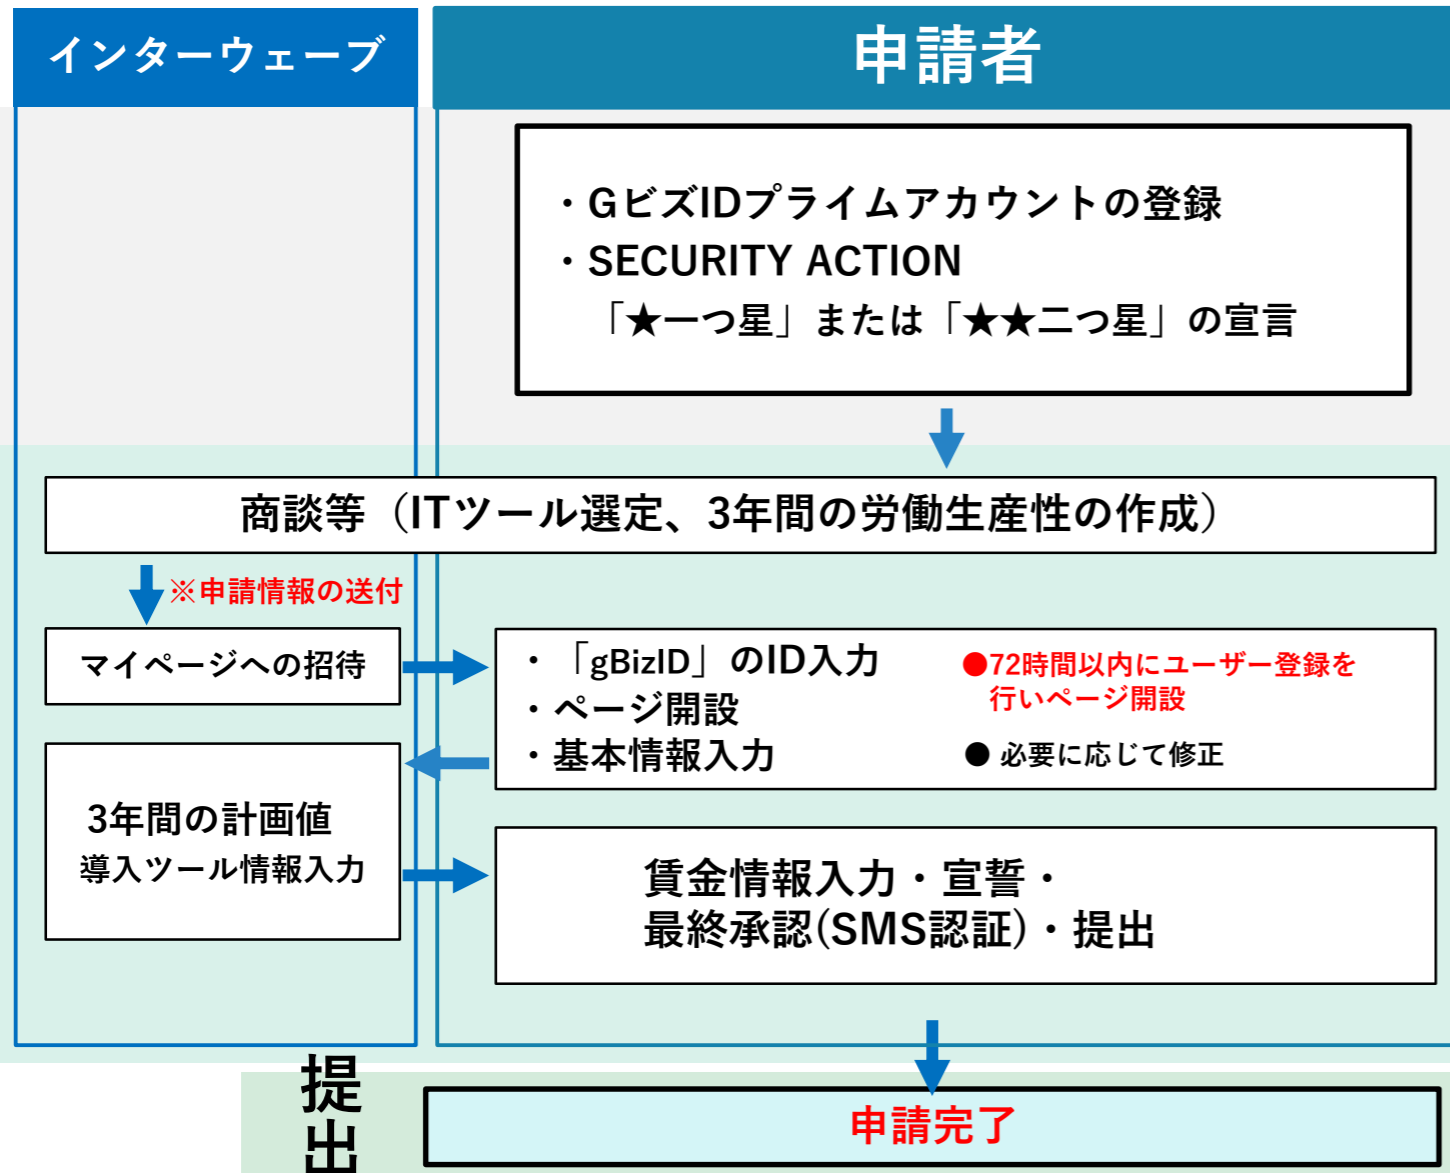 インターウェーブ
申請者
・GビズIDプライムアカウントの登録
・SECURITY ACTION
「★一つ星」または「★★二つ星」の宣言
商談等（ITツール選定、3年間の労働生産性の作成）
※申請情報の送付
マイページへの招待
・「gBizID」のID入力
・ページ開設
・基本情報入力
●72時間以内にユーザー登録を
行いページ開設
● 必要に応じて修正
3年間の計画値
導入ツール情報入力
賃金情報入力・宣誓・
最終承認(SMS認証)・提出
提出
申請完了